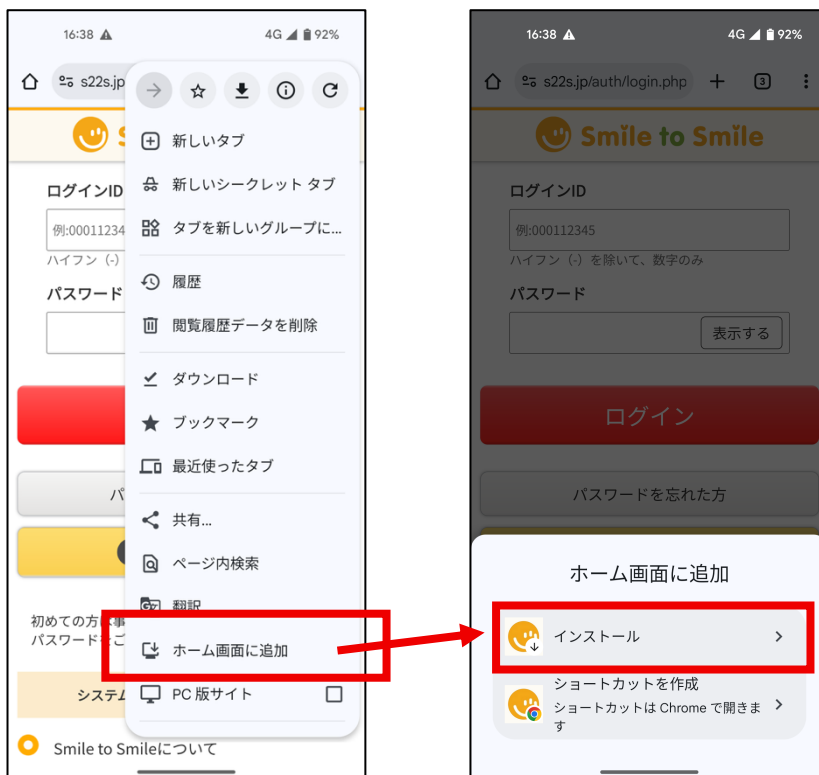 16:38
4G 92%
s22s.jp
新しいタブ
新しいシークレット タブ
タブを新しいグループに...
履歴
閲覧履歴データを削除
ダウンロード
ブックマーク
最近使ったタブ
共有...
ページ内検索
翻訳
ホーム画面に追加
PC 版サイト
S
ログインID
例:00011234
ハイフン（-）
パスワード
パ
初めての方は事
パスワードをご
システム
Smile to Smileについて
16:38
4G 92%
s22s.jp/auth/login.php
3
Smile to Smile
ログインID
例:000112345
ハイフン（-）を除いて、数字のみ
パスワード
表示する
ログイン
パスワードを忘れた方
ホーム画面に追加
インストール
ショートカットを作成
ショートカットは Chrome で開きま
す